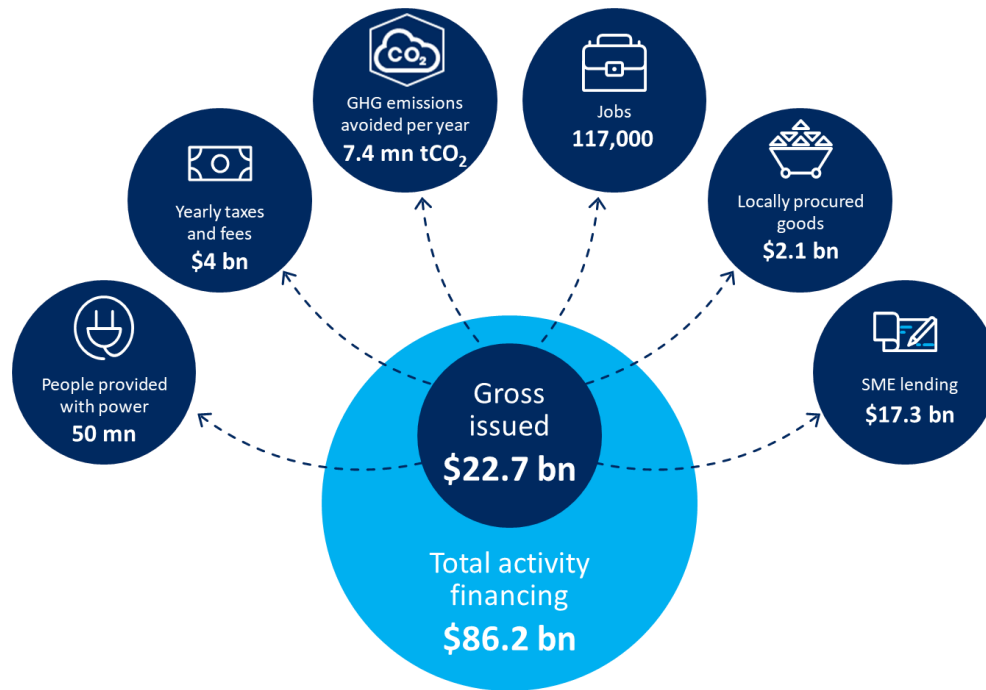 CO₂
GHG emissions
avoided per year
7.4 mn tCO₂
Jobs
117,000
Yearly taxes
and fees
$4 bn
Locally procured
goods
$2.1 bn
People provided
with power
50 mn
SME lending
$17.3 bn
Gross
issued
$22.7 bn
Total activity
financing
$86.2 bn